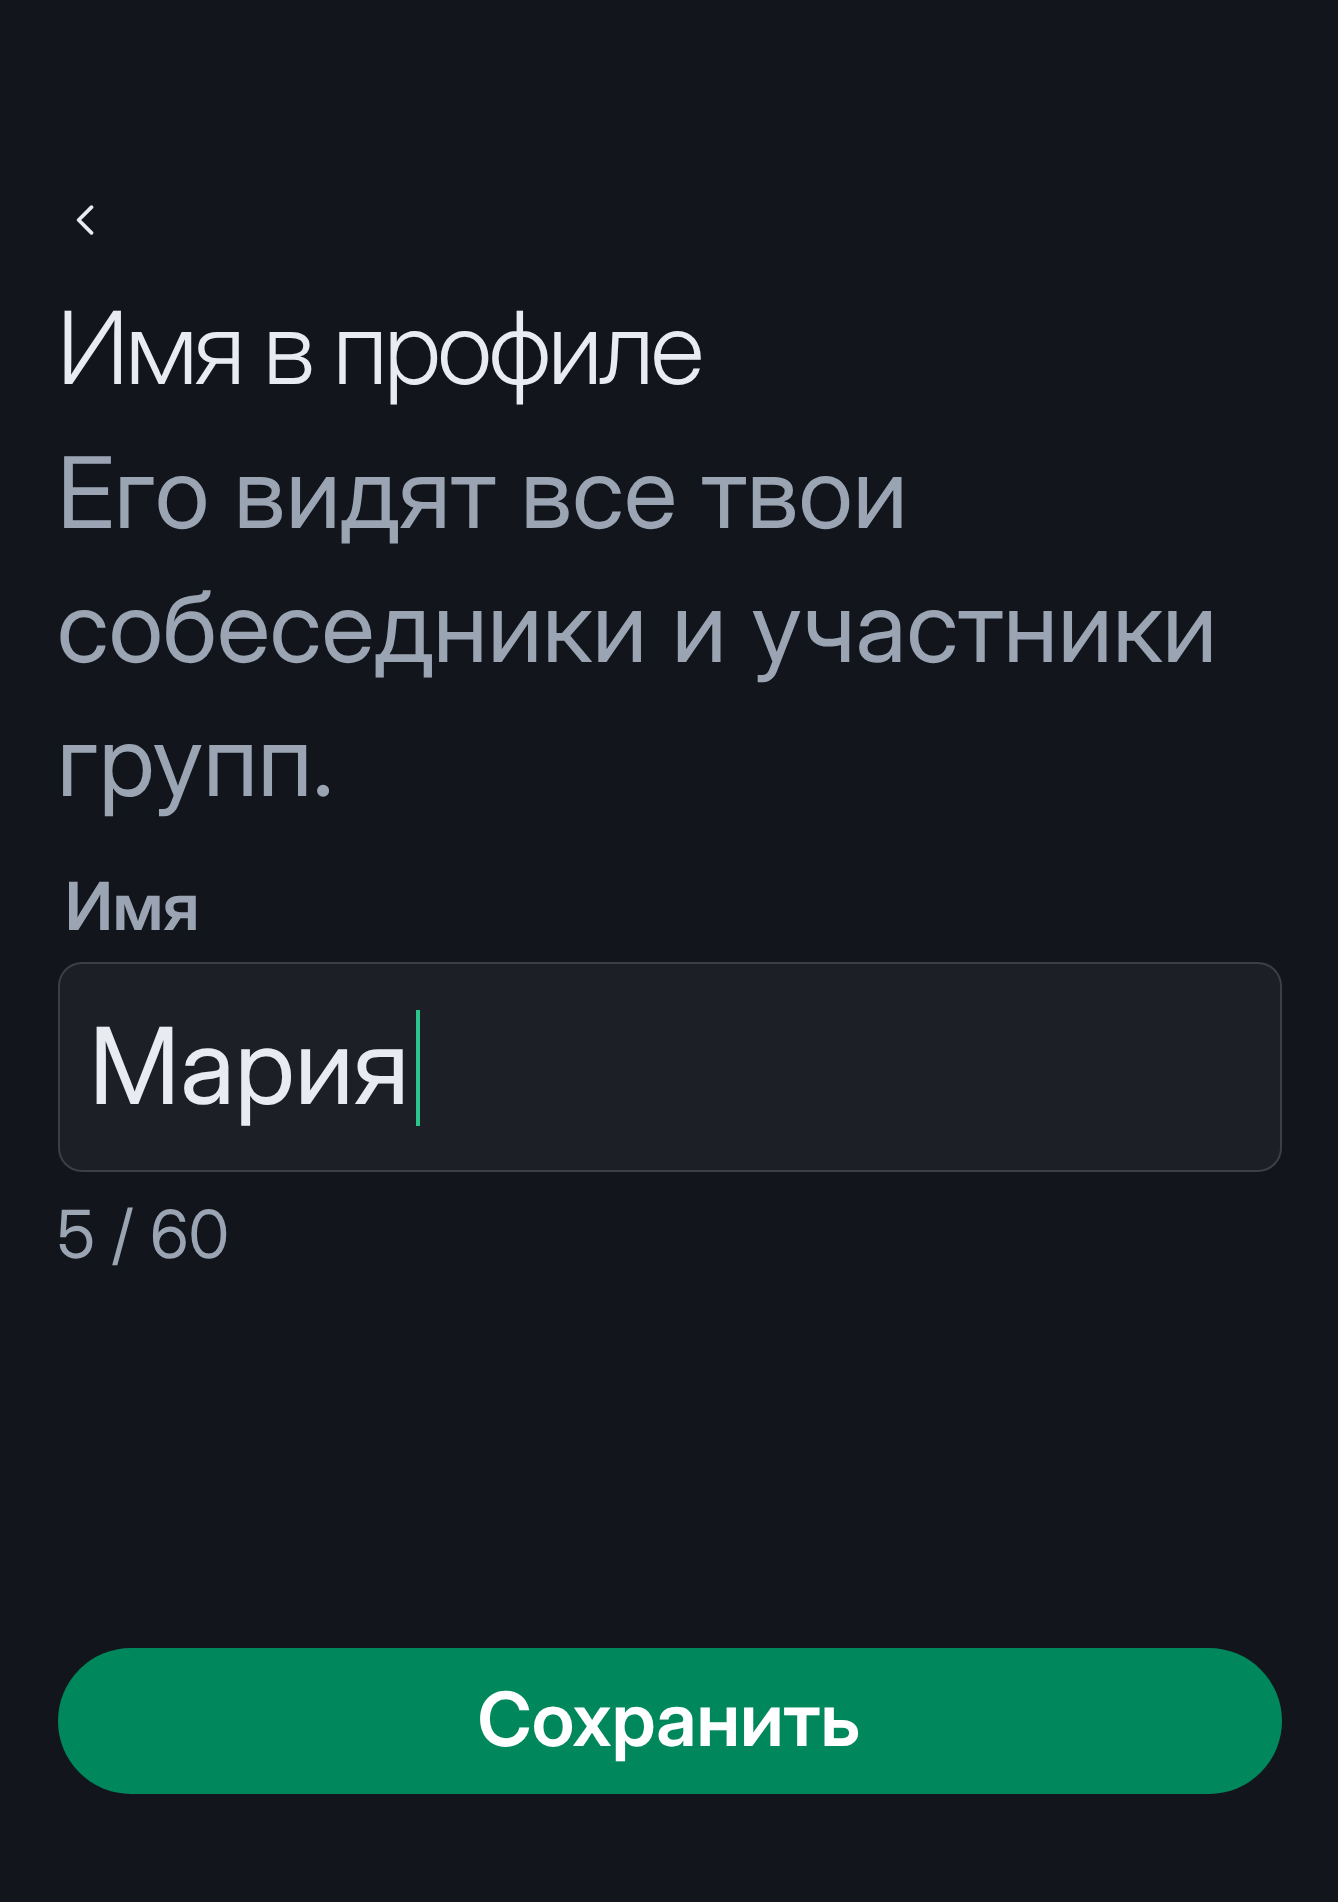 Имя в профиле
Его видят все твои
собеседники и участники
групп.
Имя
Мария
5 / 60
Сохранить